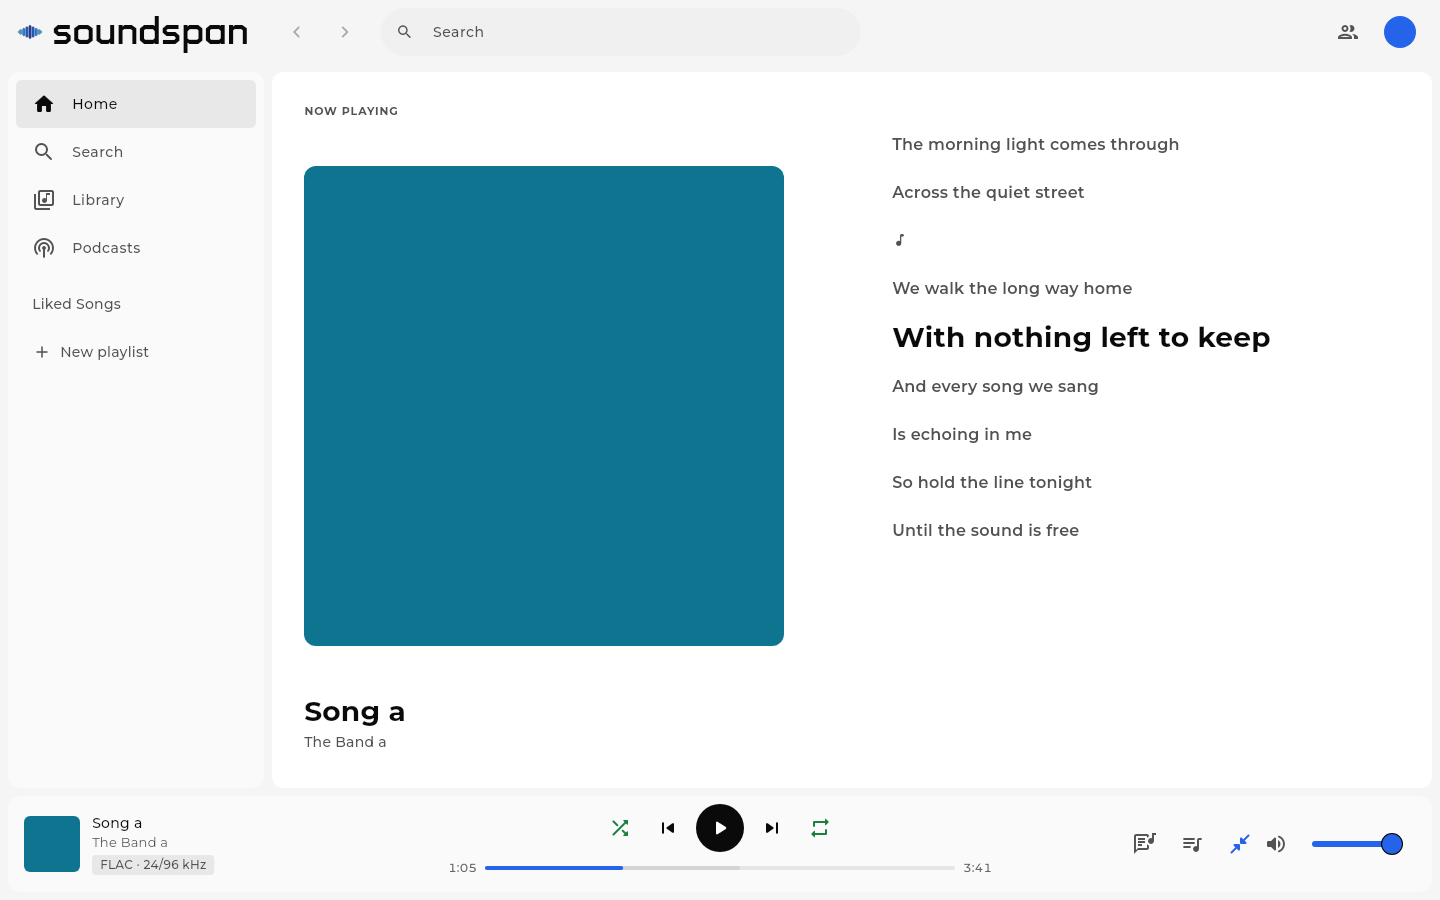 soundspan
Search
Home
Search
Library
Podcasts
Liked Songs
New playlist
NOW PLAYING
Song a
The Band a
The morning light comes through
Across the quiet street
We walk the long way home
With nothing left to keep
And every song we sang
Is echoing in me
So hold the line tonight
Until the sound is free
Song a
The Band a
FLAC · 24/96 kHz
1:05
3:41